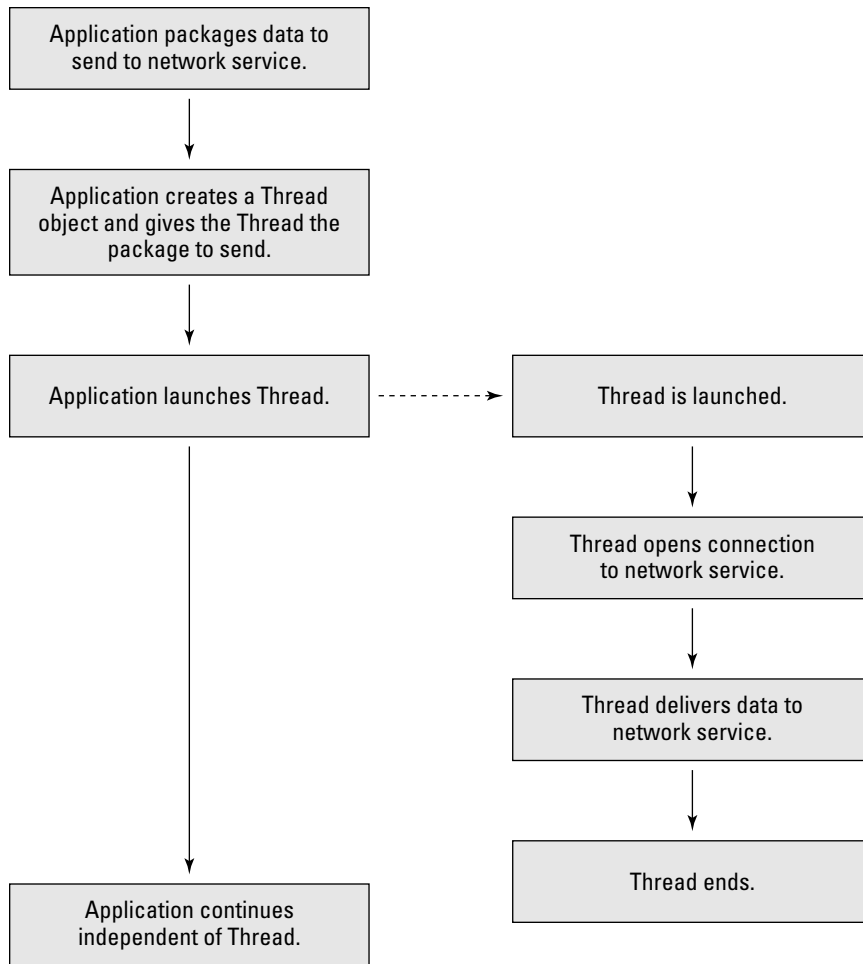 Application packages data to
send to network service.
Application creates a Thread
object and gives the Thread the
package to send.
Application launches Thread.
Thread is launched.
Thread opens connection
to network service.
Thread delivers data to
network service.
Thread ends.
Application continues
independent of Thread.